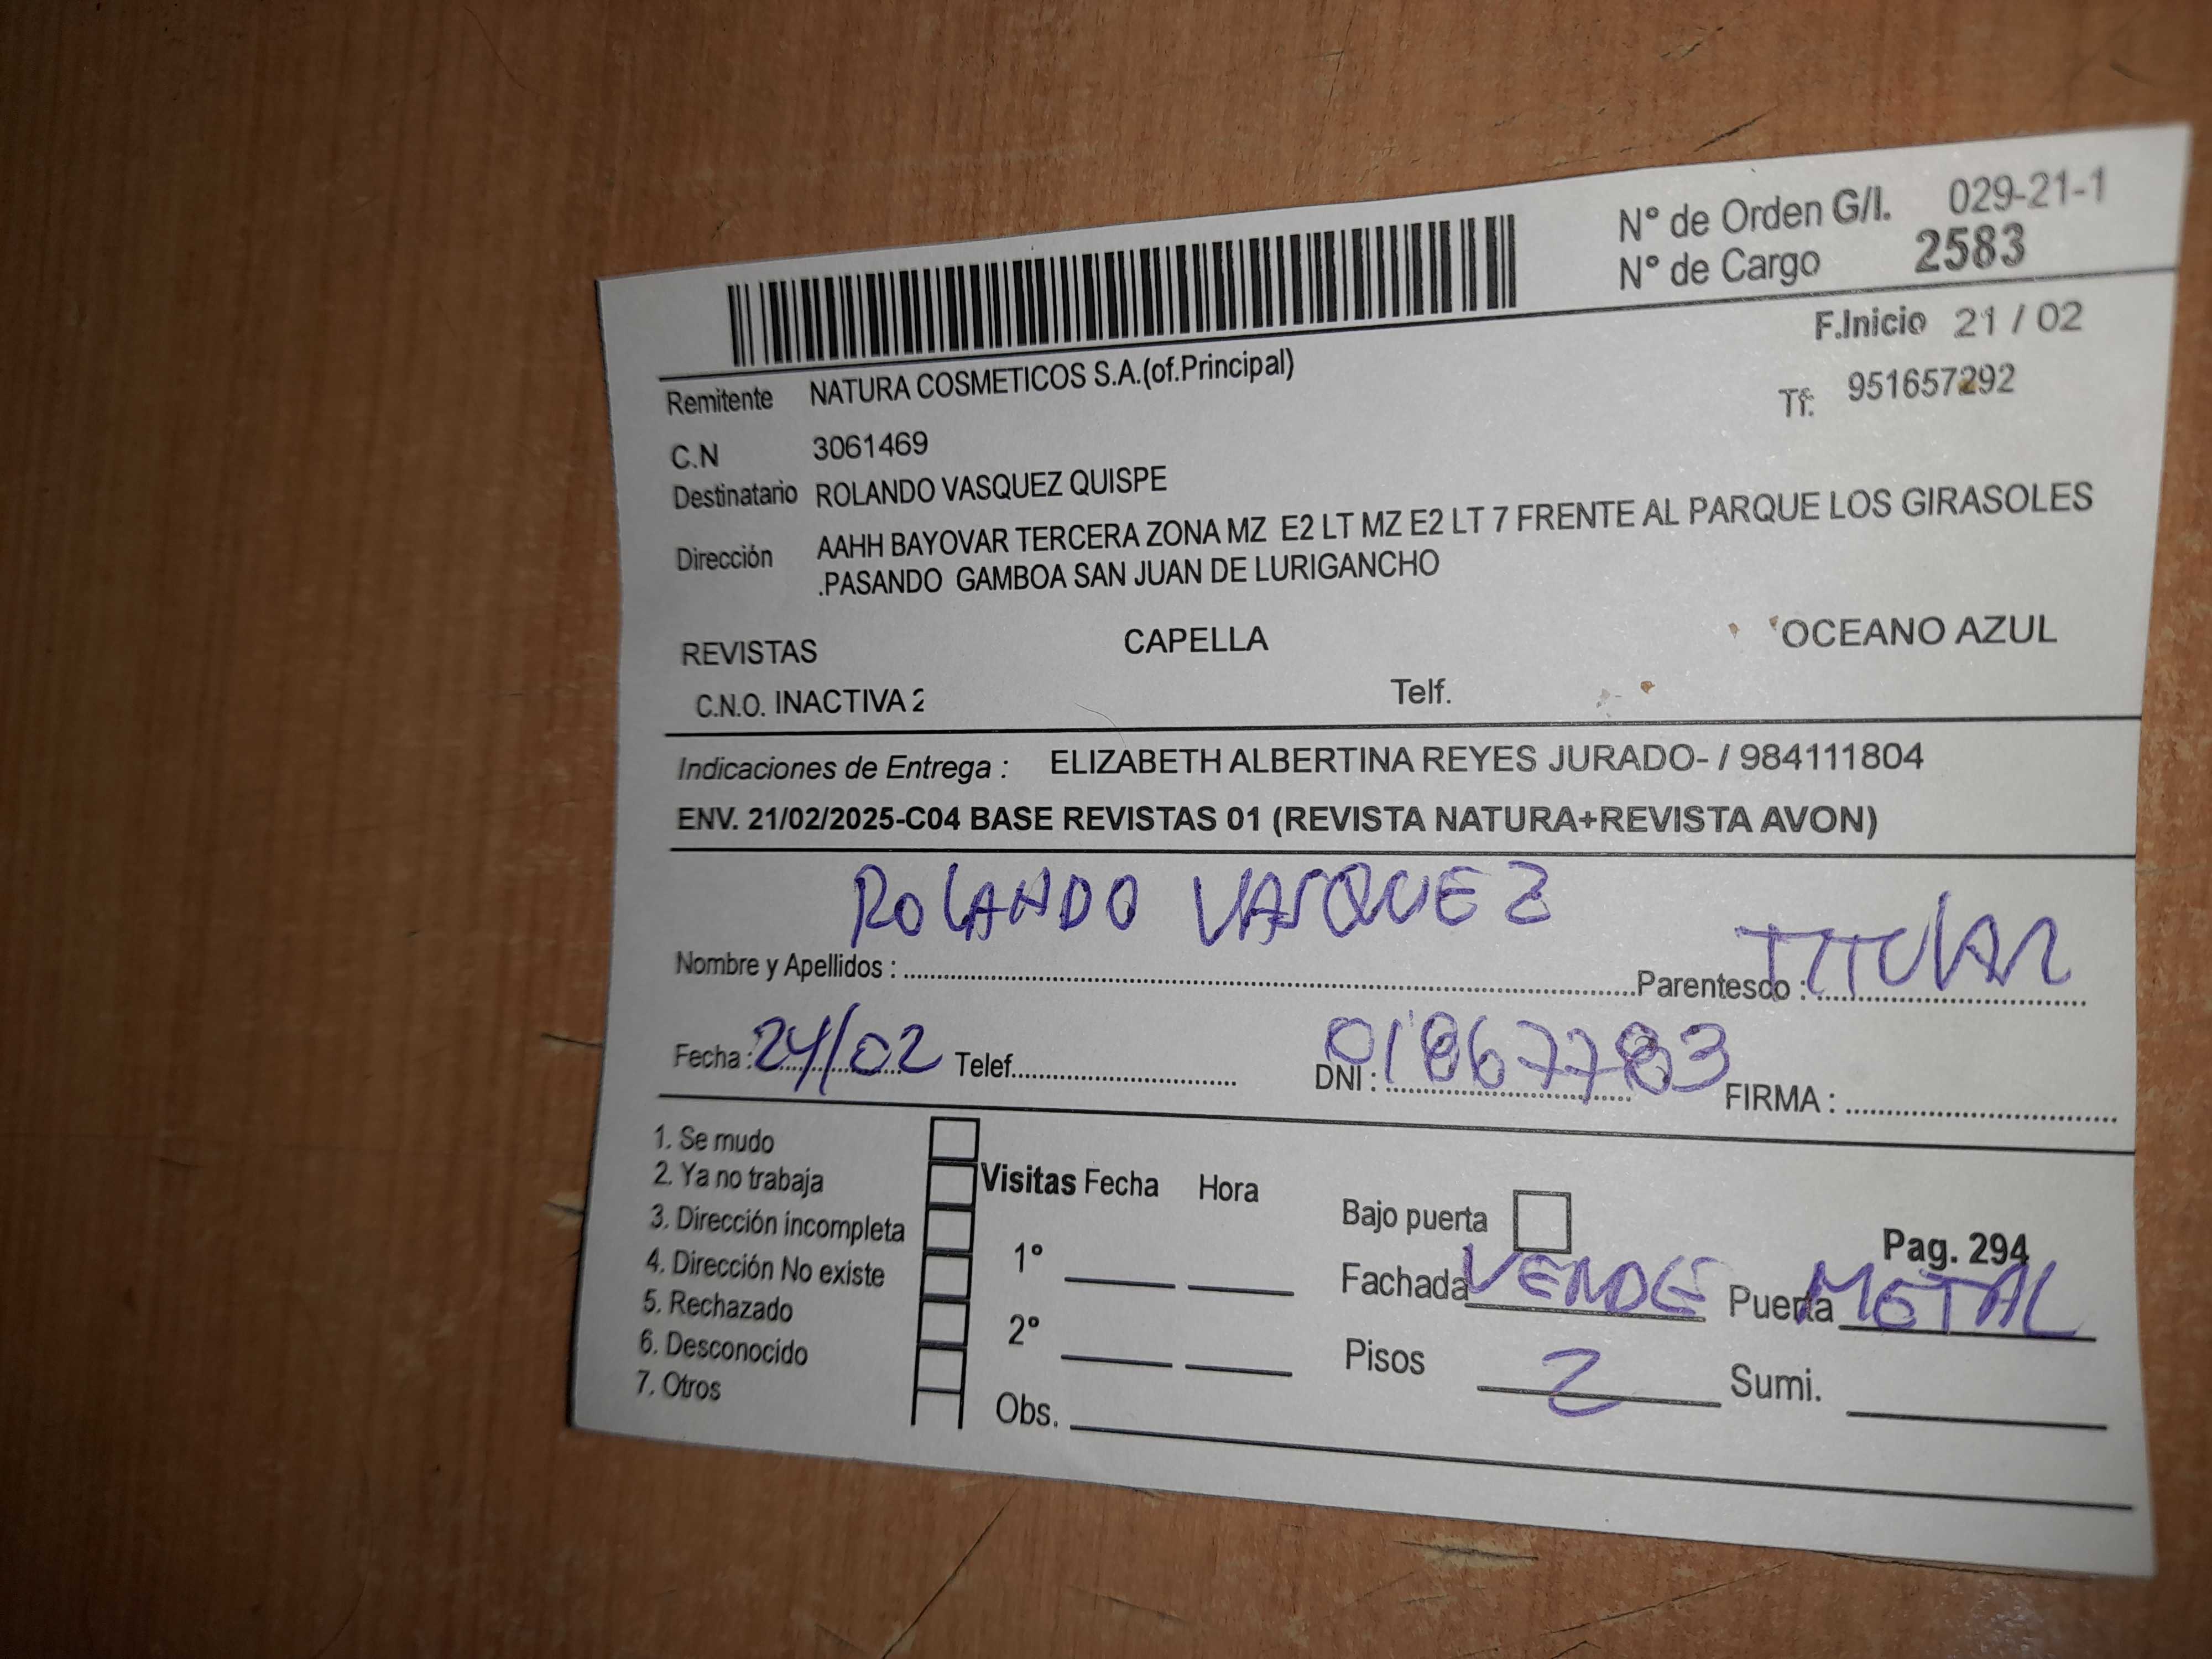 N° de Orden G/I. 029-21-1
N° de Cargo 2583
F.Inicio 21 / 02
Remitente NATURA COSMETICOS S.A.(of.Principal)
Tf: 951657292
C.N 3061469
Destinatario ROLANDO VASQUEZ QUISPE
Dirección AAHH BAYOVAR TERCERA ZONA MZ E2 LT MZ E2 LT 7 FRENTE AL PARQUE LOS GIRASOLES
.PASANDO GAMBOA SAN JUAN DE LURIGANCHO
REVISTAS CAPELLA OCEANO AZUL
C.N.O. INACTIVA 2 Telf.
Indicaciones de Entrega : ELIZABETH ALBERTINA REYES JURADO- / 984111804
ENV. 21/02/2025-C04 BASE REVISTAS 01 (REVISTA NATURA+REVISTA AVON)
Nombre y Apellidos : ROLANDO VASQUEZ Parentesco : TITULAR
Fecha : 24/02 Telef. DNI : 01867783 FIRMA :
1. Se mudo
2. Ya no trabaja Visitas Fecha Hora
3. Dirección incompleta Bajo puerta
4. Dirección No existe 1° Pag. 294
5. Rechazado Fachada VENDE Puerta METAL
6. Desconocido 2° Pisos 2 Sumi.
7. Otros Obs.